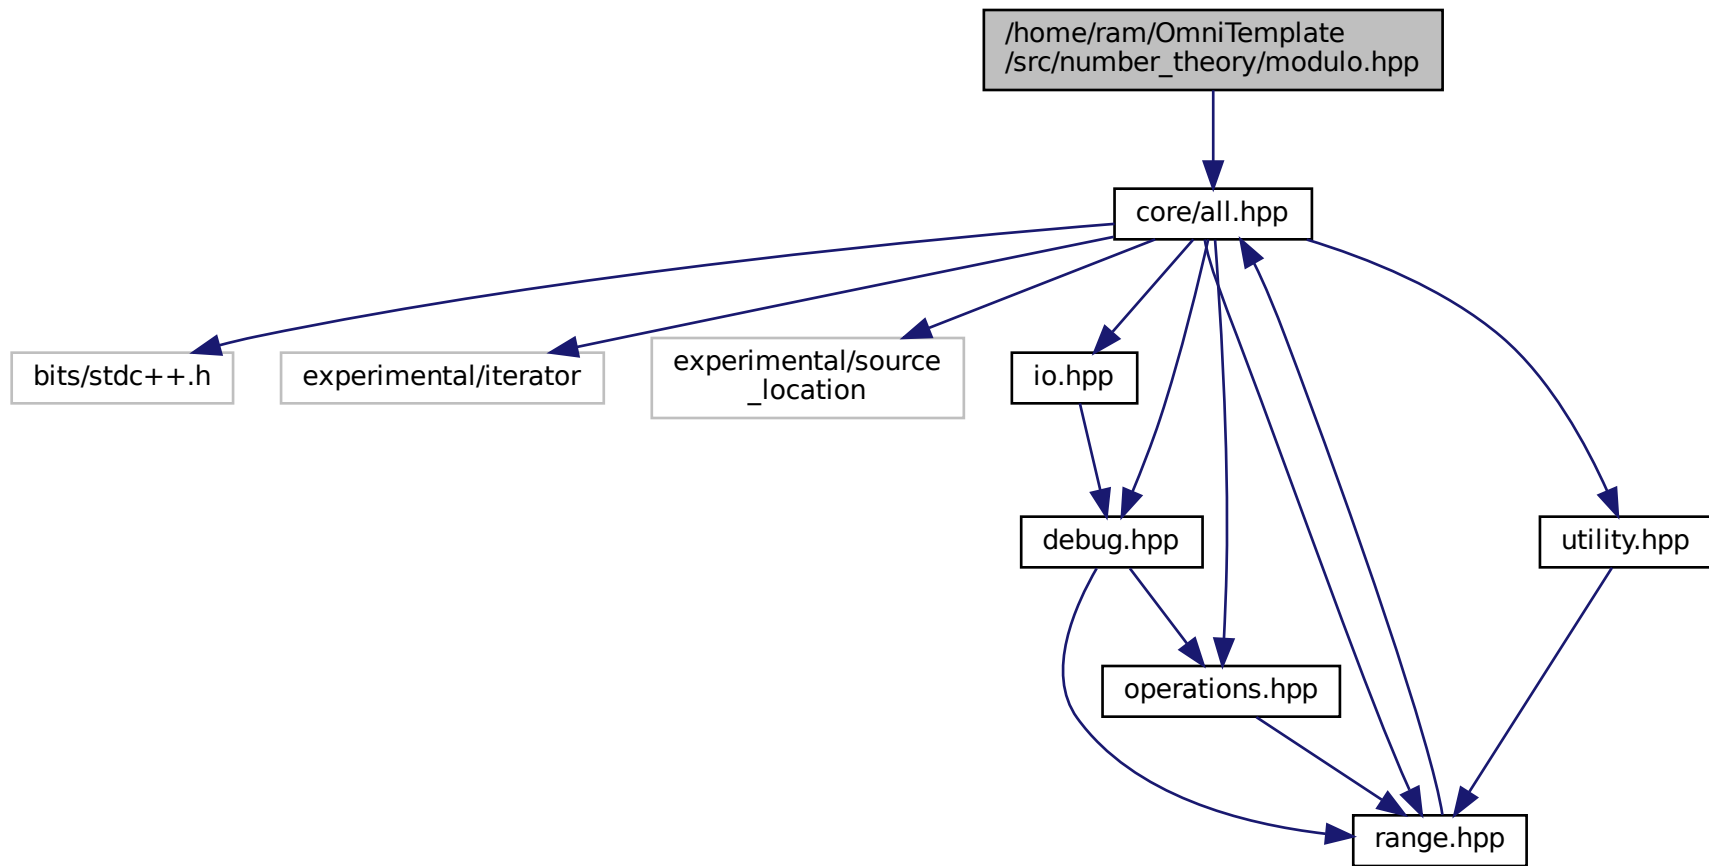 /home/ram/OmniTemplate
/src/number_theory/modulo.hpp
core/all.hpp
bits/stdc++.h
experimental/iterator
experimental/source
_location
io.hpp
debug.hpp
utility.hpp
operations.hpp
range.hpp